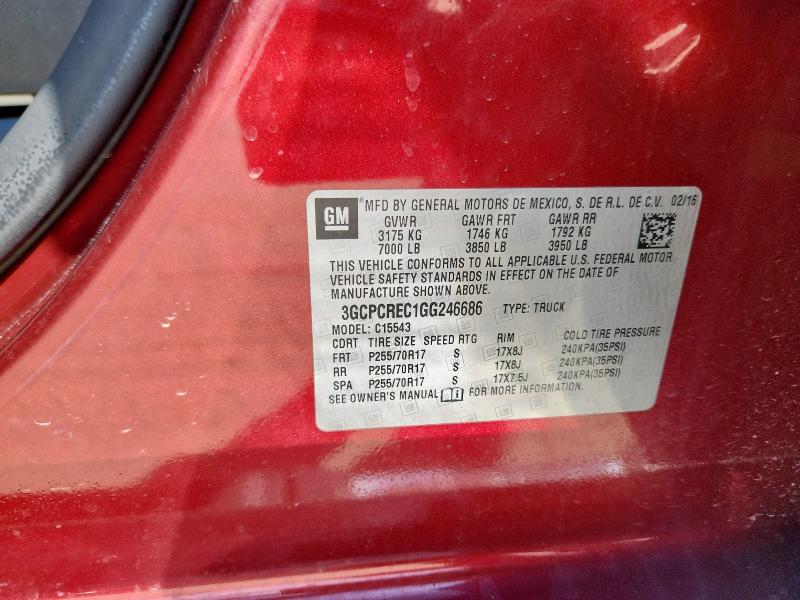 GM MFD BY GENERAL MOTORS DE MEXICO, S. DE R.L. DE C.V. 02/16
GVWR GAWR FRT GAWR RR
3175 KG 1746 KG 1792 KG
7000 LB 3850 LB 3950 LB
THIS VEHICLE CONFORMS TO ALL APPLICABLE U.S. FEDERAL MOTOR
VEHICLE SAFETY STANDARDS IN EFFECT ON THE DATE OF
MANUFACTURE SHOWN ABOVE.
3GCPCREC1GG246686 TYPE: TRUCK
MODEL: C15543
CDRT TIRE SIZE SPEED RTG RIM COLD TIRE PRESSURE
FRT P255/70R17 S 17X8J 240KPA(35PSI)
RR P255/70R17 S 17X8J 240KPA(35PSI)
SPA P255/70R17 S 17X7.5J 240KPA(35PSI)
SEE OWNER'S MANUAL FOR MORE INFORMATION.